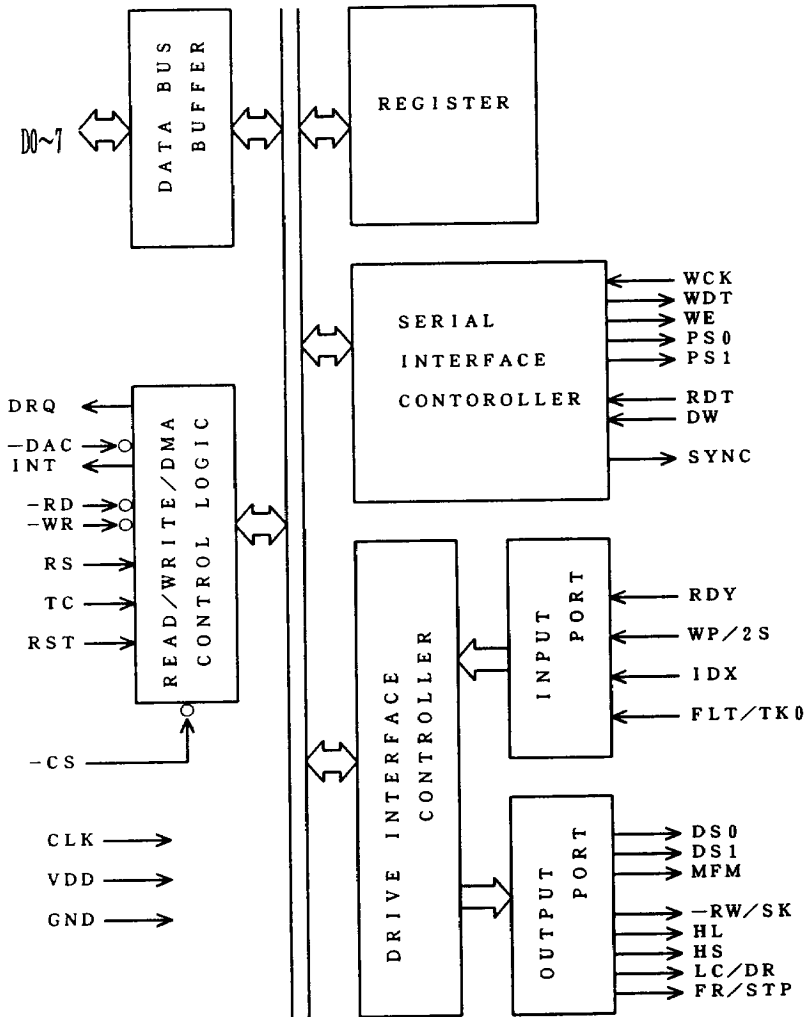 D0~7
DATA BUS
BUFFER
REGISTER
SERIAL
INTERFACE
CONTOROLLER
WCK
WDT
WE
PS0
PS1
RDT
DW
SYNC
DRQ
-DAC
INT
-RD
-WR
RS
TC
RST
-CS
READ/WRITE/DMA
CONTROL LOGIC
CLK
VDD
GND
DRIVE INTERFACE
CONTROLLER
INPUT
PORT
RDY
WP/2S
IDX
FLT/TK0
OUTPUT
PORT
DS0
DS1
MFM
-RW/SK
HL
HS
LC/DR
FR/STP